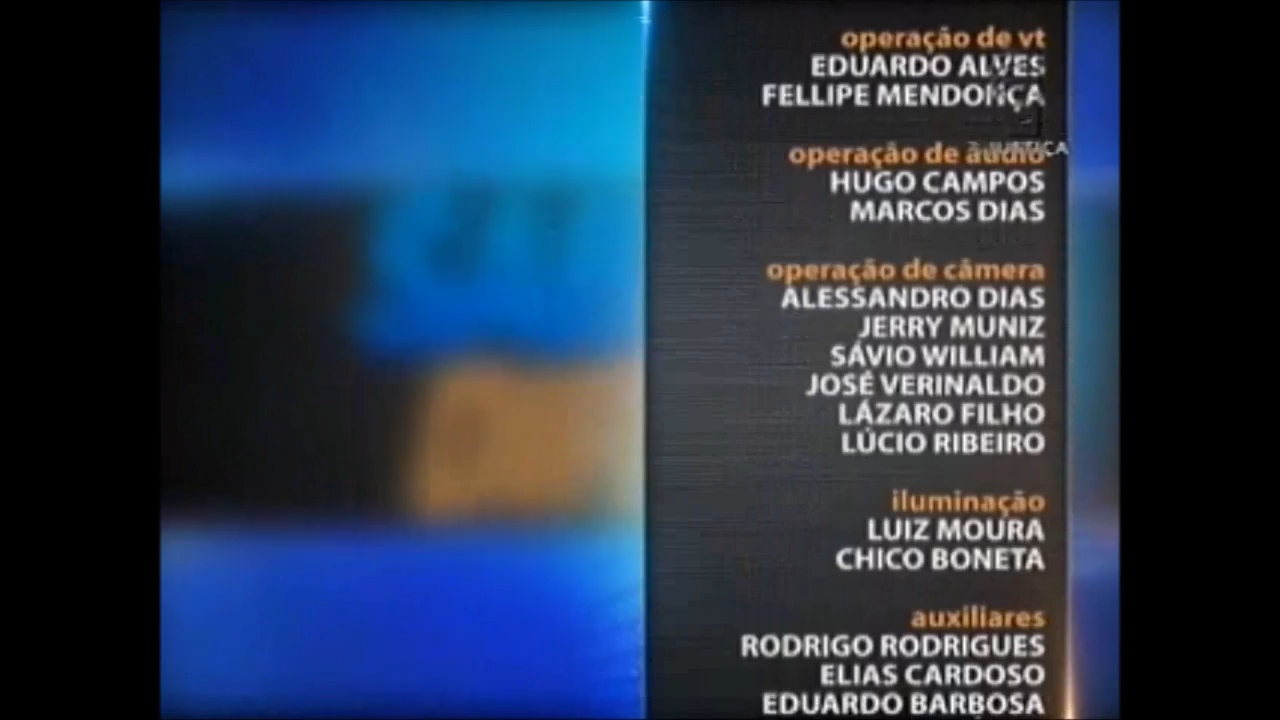 operação de vt
EDUARDO ALVES
FELLIPE MENDONÇA
operação de áudio
JUSTIÇA
HUGO CAMPOS
MARCOS DIAS
operação de câmera
ALESSANDRO DIAS
JERRY MUNIZ
SÁVIO WILLIAM
JOSÉ VERINALDO
LÁZARO FILHO
LÚCIO RIBEIRO
iluminação
LUIZ MOURA
CHICO BONETA
auxiliares
RODRIGO RODRIGUES
ELIAS CARDOSO
EDUARDO BARBOSA